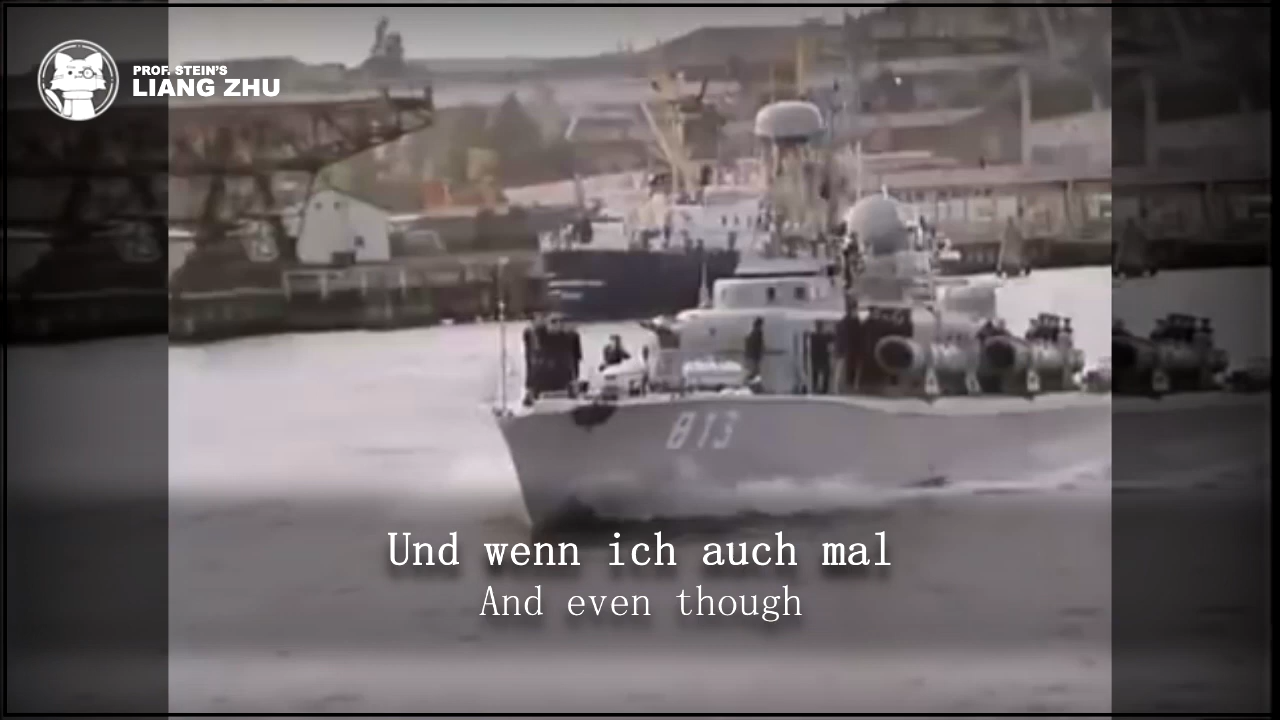 PROF. STEIN'S
LIANG ZHU
813
Und wenn ich auch mal
And even though